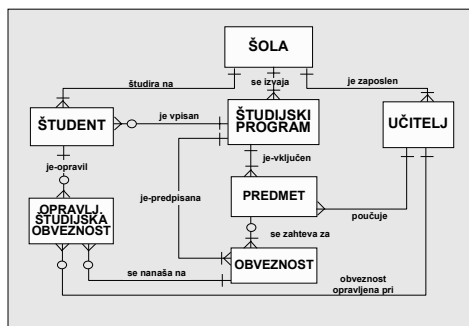 ŠOLA
študira na
se izvaja
je zaposlen
ŠTUDENT
je vpisan
ŠTUDIJSKI
PROGRAM
UČITELJ
je-opravil
je-vključen
OPRAVLJ.
ŠTUDIJSKA
OBVEZNOST
je-predpisana
PREDMET
poučuje
se zahteva za
se nanaša na
OBVEZNOST
obveznost
opravljena pri